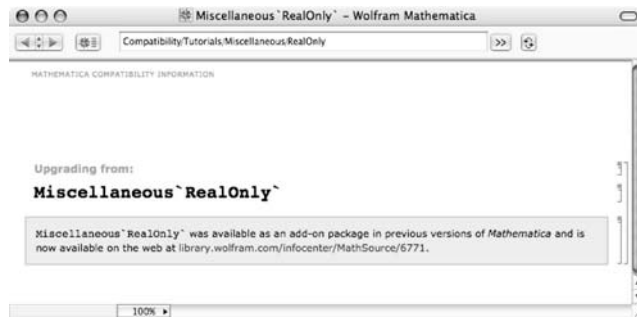 Miscellaneous`RealOnly` – Wolfram Mathematica
Compatibility/Tutorials/Miscellaneous/RealOnly
>>
MATHEMATICA COMPATIBILITY INFORMATION
Upgrading from:
Miscellaneous`RealOnly`
Miscellaneous`RealOnly` was available as an add-on package in previous versions of Mathematica and is
now available on the web at library.wolfram.com/infocenter/MathSource/6771.
100%